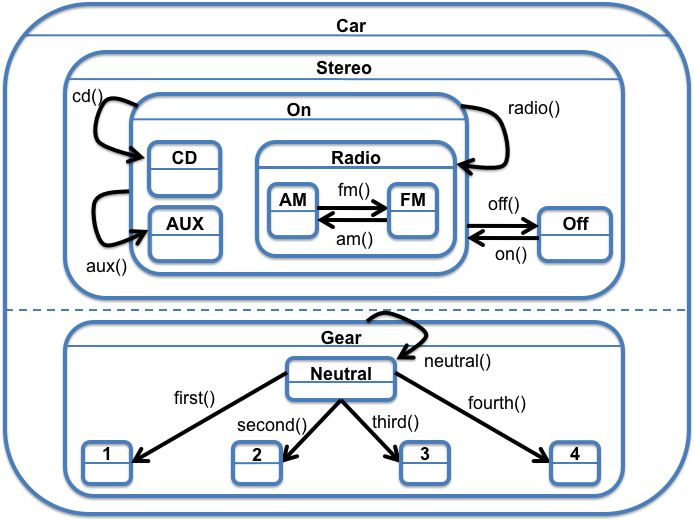 Car
Stereo
cd()
On
radio()
CD
Radio
AM
fm()
FM
AUX
am()
off()
Off
on()
aux()
Gear
neutral()
Neutral
first()
fourth()
second()
third()
1
2
3
4